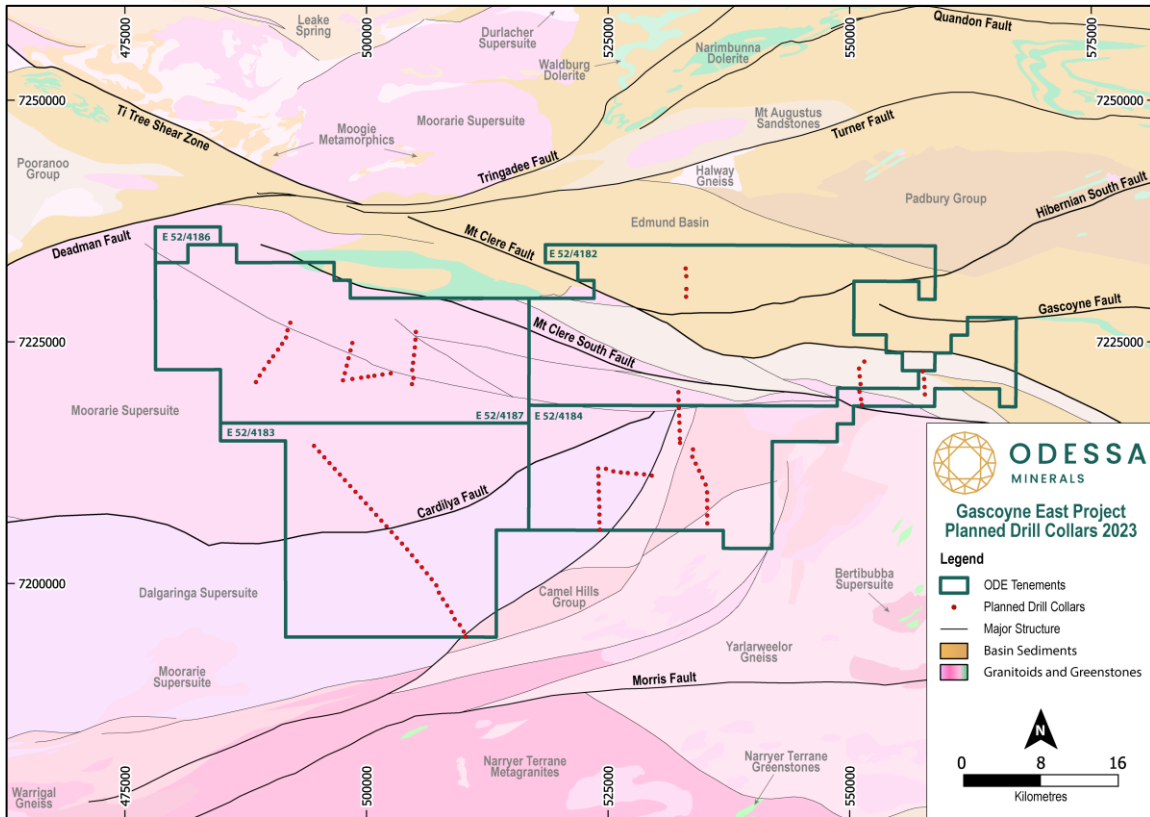 475000
500000
525000
550000
575000
Leake
Spring
Durlacher
Supersuite
Waldburg
Dolerite
Narimbunna
Dolerite
Quandon Fault
7250000
7250000
Ti Tree Shear Zone
Moogie
Metamorphics
Moorarie Supersuite
Mt Augustus
Sandstones
Turner Fault
Pooranoo
Group
Tringadee Fault
Halway
Gneiss
Padbury Group
Hibernian South Fault
Edmund Basin
Deadman Fault
E 52/4186
Mt Clere Fault
E 52/4182
Gascoyne Fault
7225000
7225000
Mt Clere South Fault
Moorarie Supersuite
E 52/4187
E 52/4184
E 52/4183
Cardilya Fault
7200000
Dalgaringa Supersuite
Camel Hills
Group
Bertibubba
Supersuite
Yarlarweelor
Gneiss
Moorarie
Supersuite
Morris Fault
Narryer Terrane
Metagranites
Narryer Terrane
Greenstones
Warrigal
Gneiss
475000
500000
525000
550000
ODESSA
MINERALS
Gascoyne East Project
Planned Drill Collars 2023
Legend
ODE Tenements
Planned Drill Collars
Major Structure
Basin Sediments
Granitoids and Greenstones
N
0 8 16
Kilometres